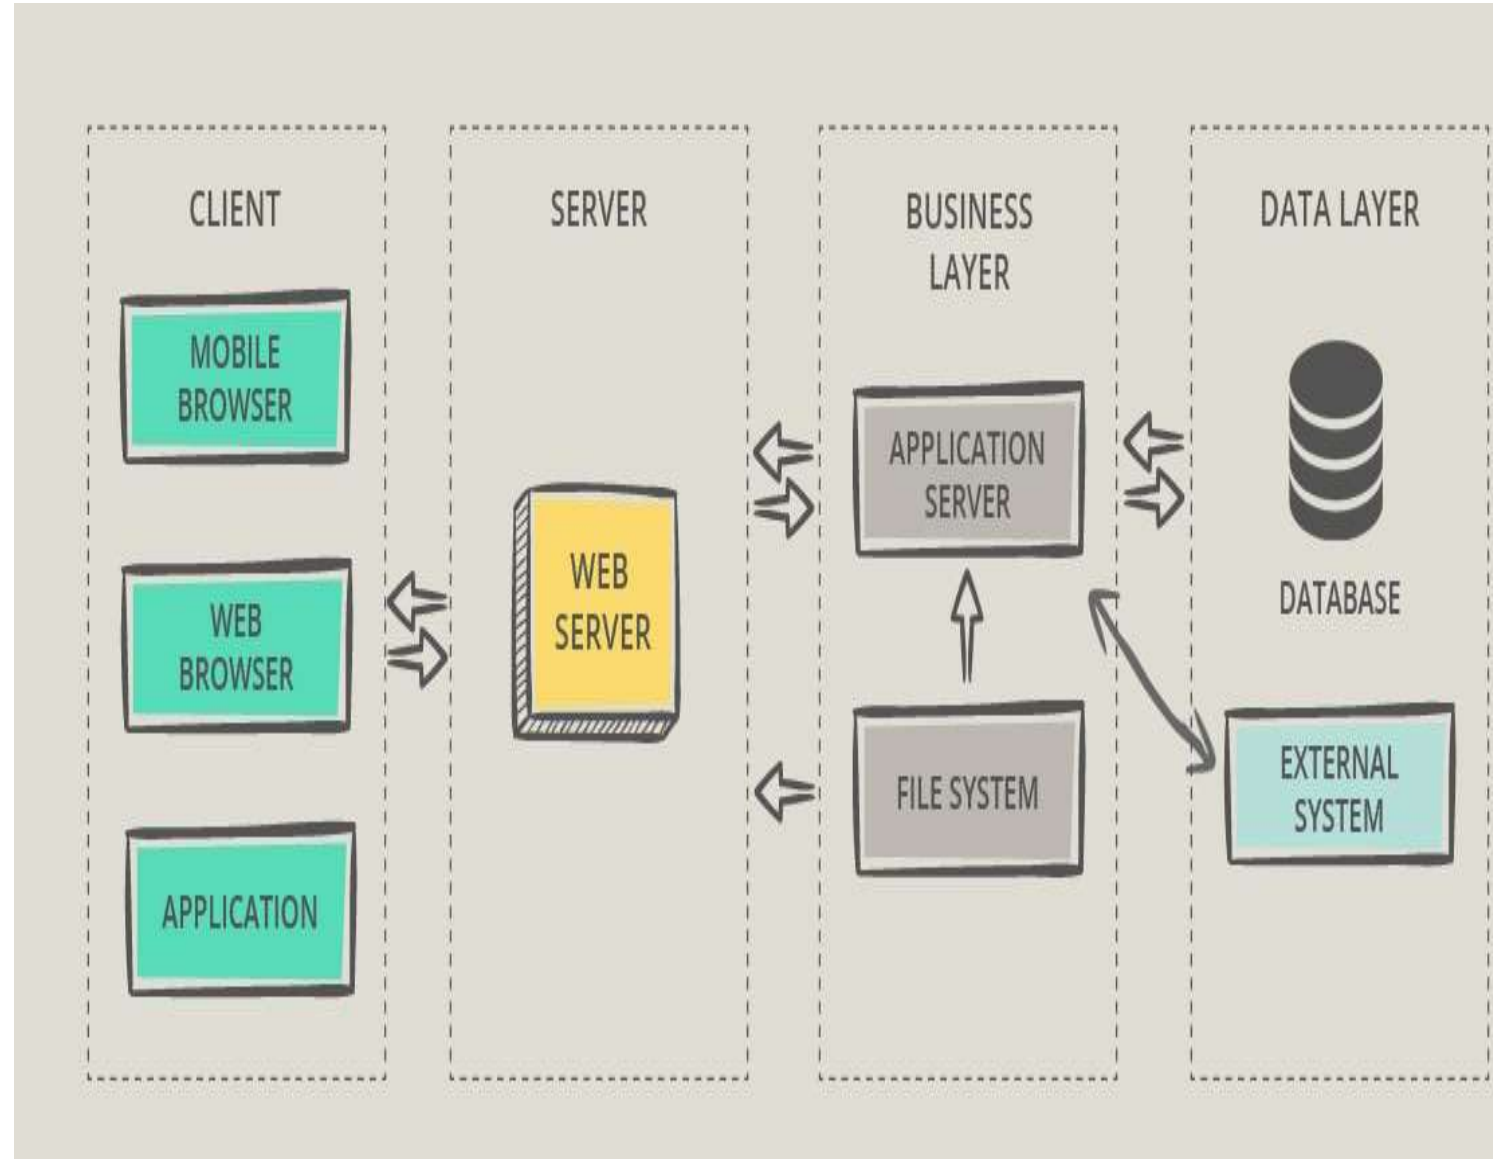 CLIENT
MOBILE
BROWSER
WEB
BROWSER
APPLICATION
SERVER
WEB
SERVER
BUSINESS
LAYER
APPLICATION
SERVER
FILE SYSTEM
DATA LAYER
DATABASE
EXTERNAL
SYSTEM